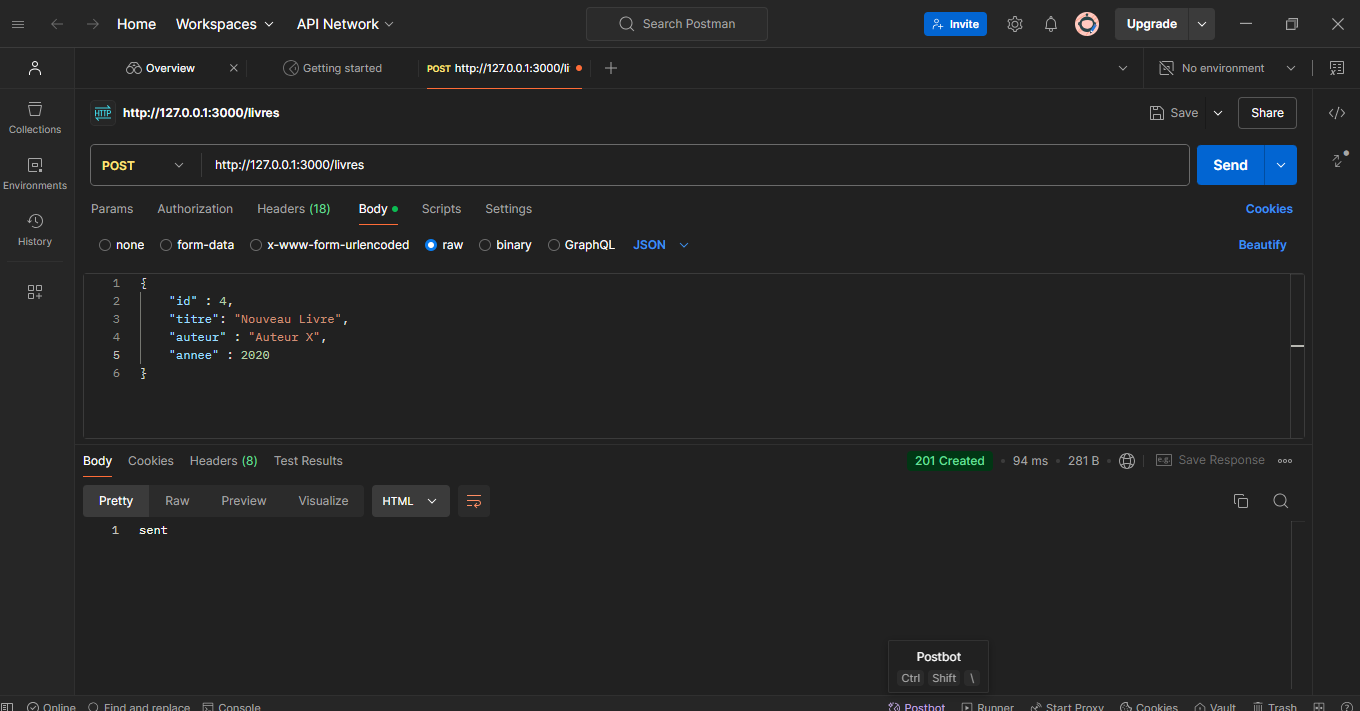 Home Workspaces API Network Search Postman Invite Upgrade
Overview Getting started POST http://127.0.0.1:3000/li No environment
HTTP http://127.0.0.1:3000/livres Save Share
Collections
POST http://127.0.0.1:3000/livres Send
Environments
Params Authorization Headers (18) Body Scripts Settings Cookies
History
none form-data x-www-form-urlencoded raw binary GraphQL JSON Beautify
1 {
2 "id" : 4,
3 "titre": "Nouveau Livre",
4 "auteur" : "Auteur X",
5 "annee" : 2020
6 }
Body Cookies Headers (8) Test Results 201 Created 94 ms 281 B e.g. Save Response
Pretty Raw Preview Visualize HTML
1 sent
Postbot
Ctrl Shift \
Online Find and replace Console Postbot Runner Start Proxy Cookies Vault Trash